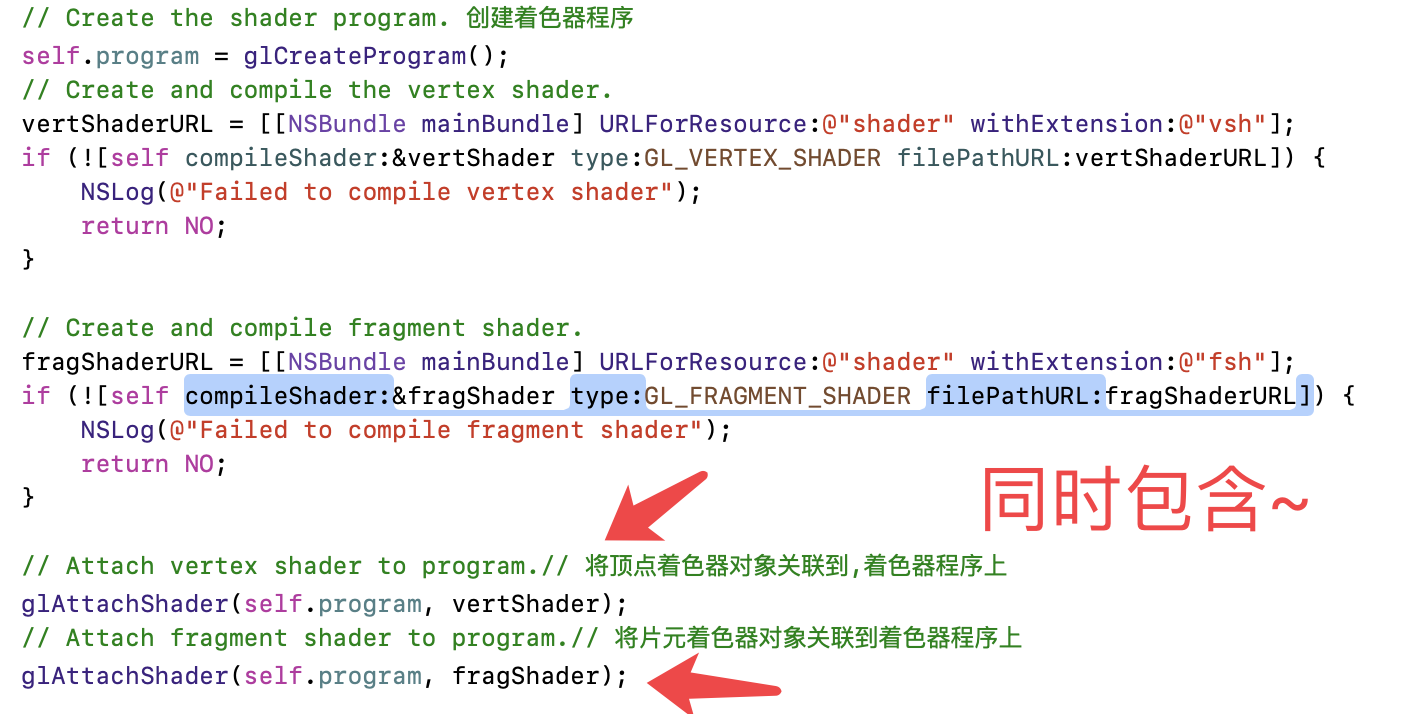 // Create the shader program. 创建着色器程序
self.program = glCreateProgram();
// Create and compile the vertex shader.
vertShaderURL = [[NSBundle mainBundle] URLForResource:@"shader" withExtension:@"vsh"];
if (![self compileShader:&vertShader type:GL_VERTEX_SHADER filePathURL:vertShaderURL]) {
    NSLog(@"Failed to compile vertex shader");
    return NO;
}
// Create and compile fragment shader.
fragShaderURL = [[NSBundle mainBundle] URLForResource:@"shader" withExtension:@"fsh"];
if (![self compileShader:&fragShader type:GL_FRAGMENT_SHADER filePathURL:fragShaderURL]) {
    NSLog(@"Failed to compile fragment shader");
    return NO;
}
同时包含~
// Attach vertex shader to program.// 将顶点着色器对象关联到,着色器程序上
glAttachShader(self.program, vertShader);
// Attach fragment shader to program.// 将片元着色器对象关联到着色器程序上
glAttachShader(self.program, fragShader);